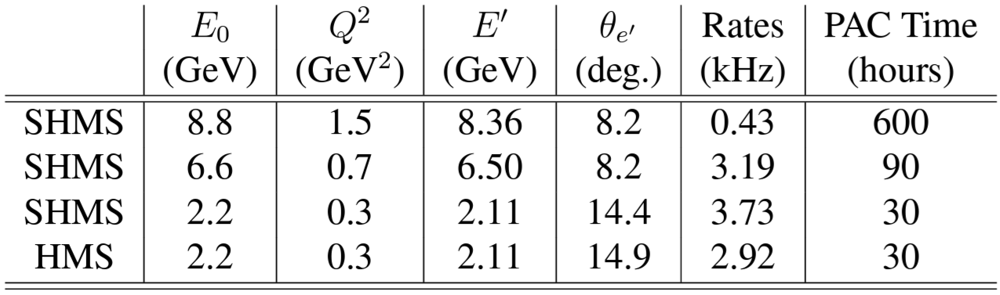 E₀ Q² E′ θₑ′ Rates PAC Time
(GeV) (GeV²) (GeV) (deg.) (kHz) (hours)
SHMS 8.8 1.5 8.36 8.2 0.43 600
SHMS 6.6 0.7 6.50 8.2 3.19 90
SHMS 2.2 0.3 2.11 14.4 3.73 30
HMS 2.2 0.3 2.11 14.9 2.92 30